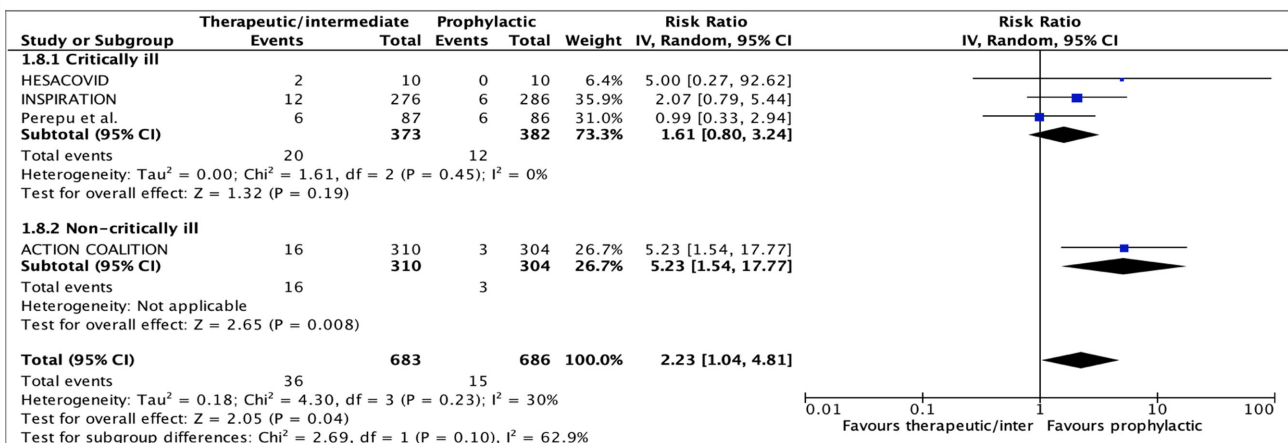 Therapeutic/intermediate Prophylactic Risk Ratio Risk Ratio
Study or Subgroup Events Total Events Total Weight IV, Random, 95% CI IV, Random, 95% CI
1.8.1 Critically ill
HESACOVID 2 10 0 10 6.4% 5.00 [0.27, 92.62]
INSPIRATION 12 276 6 286 35.9% 2.07 [0.79, 5.44]
Perepu et al. 6 87 6 86 31.0% 0.99 [0.33, 2.94]
Subtotal (95% CI) 373 382 73.3% 1.61 [0.80, 3.24]
Total events 20 12
Heterogeneity: Tau² = 0.00; Chi² = 1.61, df = 2 (P = 0.45); I² = 0%
Test for overall effect: Z = 1.32 (P = 0.19)
1.8.2 Non-critically ill
ACTION COALITION 16 310 3 304 26.7% 5.23 [1.54, 17.77]
Subtotal (95% CI) 310 304 26.7% 5.23 [1.54, 17.77]
Total events 16 3
Heterogeneity: Not applicable
Test for overall effect: Z = 2.65 (P = 0.008)
Total (95% CI) 683 686 100.0% 2.23 [1.04, 4.81]
Total events 36 15
Heterogeneity: Tau² = 0.18; Chi² = 4.30, df = 3 (P = 0.23); I² = 30%
Test for overall effect: Z = 2.05 (P = 0.04)
Test for subgroup differences: Chi² = 2.69, df = 1 (P = 0.10), I² = 62.9%
0.01 0.1 1 10 100
Favours therapeutic/inter Favours prophylactic